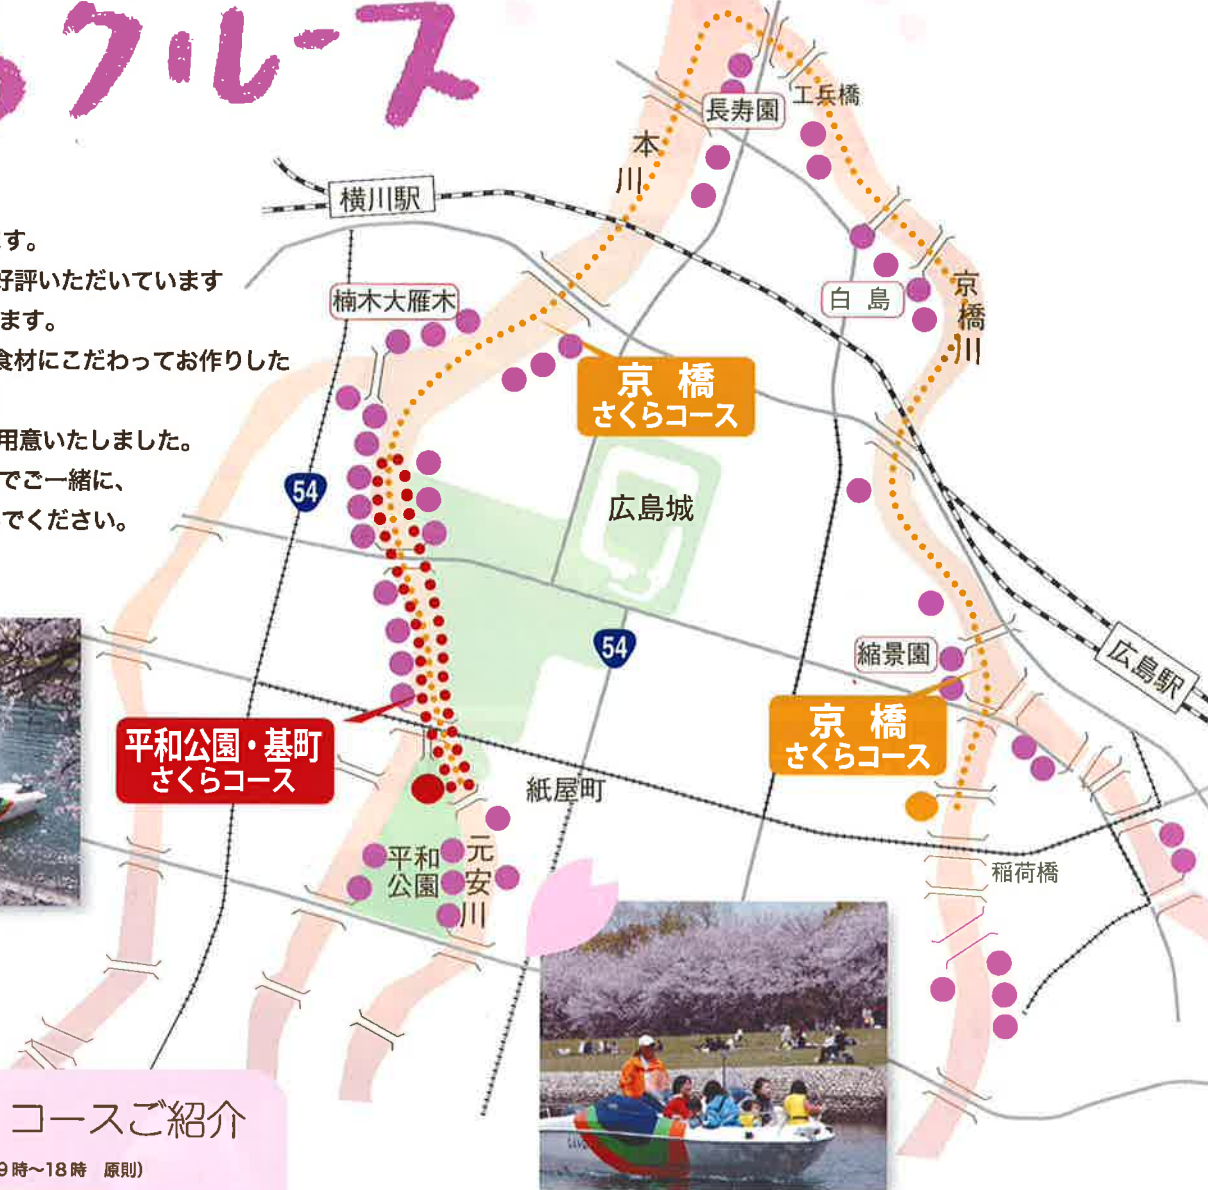 クルーズ
す。
好評いただいています
ます。
食材にこだわってお作りした
用意いたしました。
でご一緒に、
でください。
長寿園
工兵橋
本川
横川駅
楠木大雁木
白島
京橋川
京橋
さくらコース
54
広島城
54
縮景園
広島駅
京橋
さくらコース
平和公園・基町
さくらコース
紙屋町
平和
公園
元安川
稲荷橋
コースご紹介
9時～18時 原則）